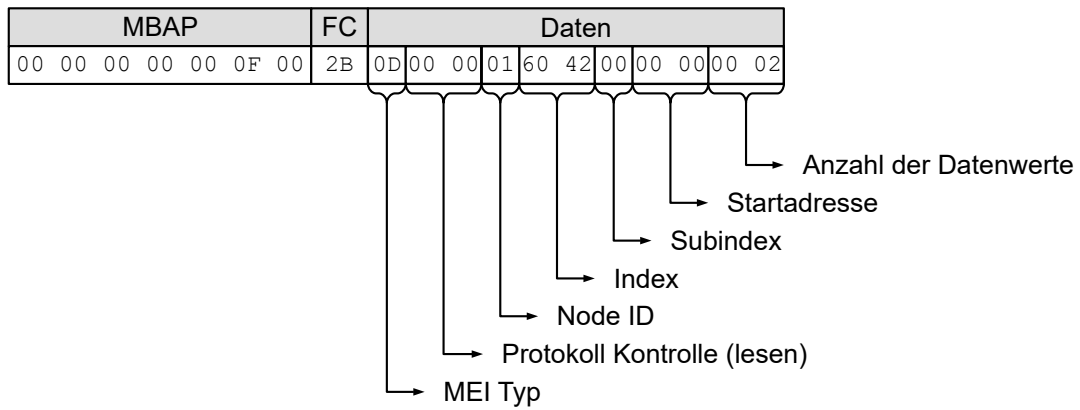 MBAP FC Daten
00 00 00 00 00 0F 00 2B 0D 00 00 01 60 42 00 00 00 00 02
Anzahl der Datenwerte
Startadresse
Subindex
Index
Node ID
Protokoll Kontrolle (lesen)
MEI Typ